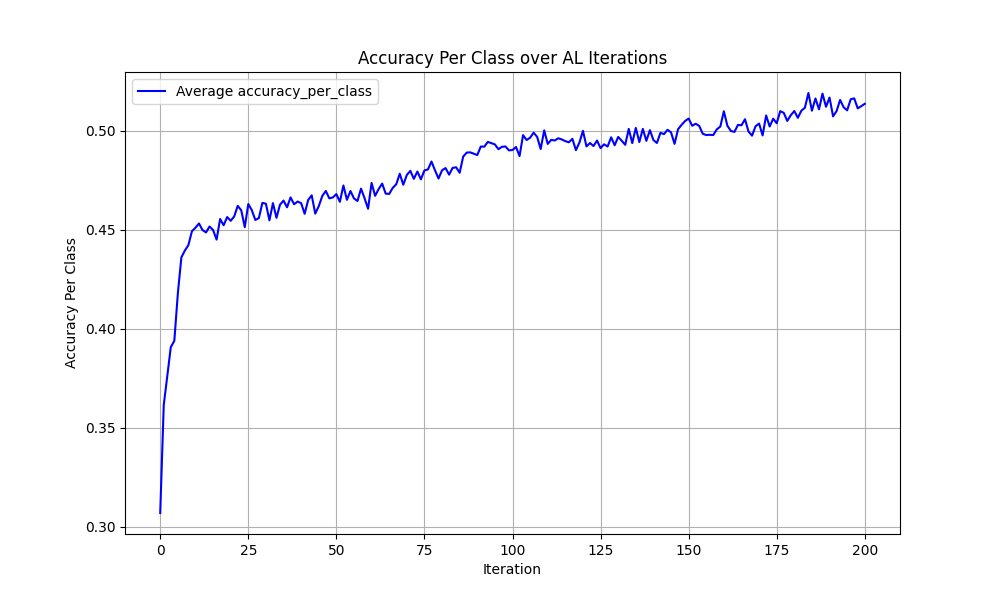 Accuracy Per Class over AL Iterations
Average accuracy_per_class
Accuracy Per Class
0.50
0.45
0.40
0.35
0.30
0 25 50 75 100 125 150 175 200
Iteration